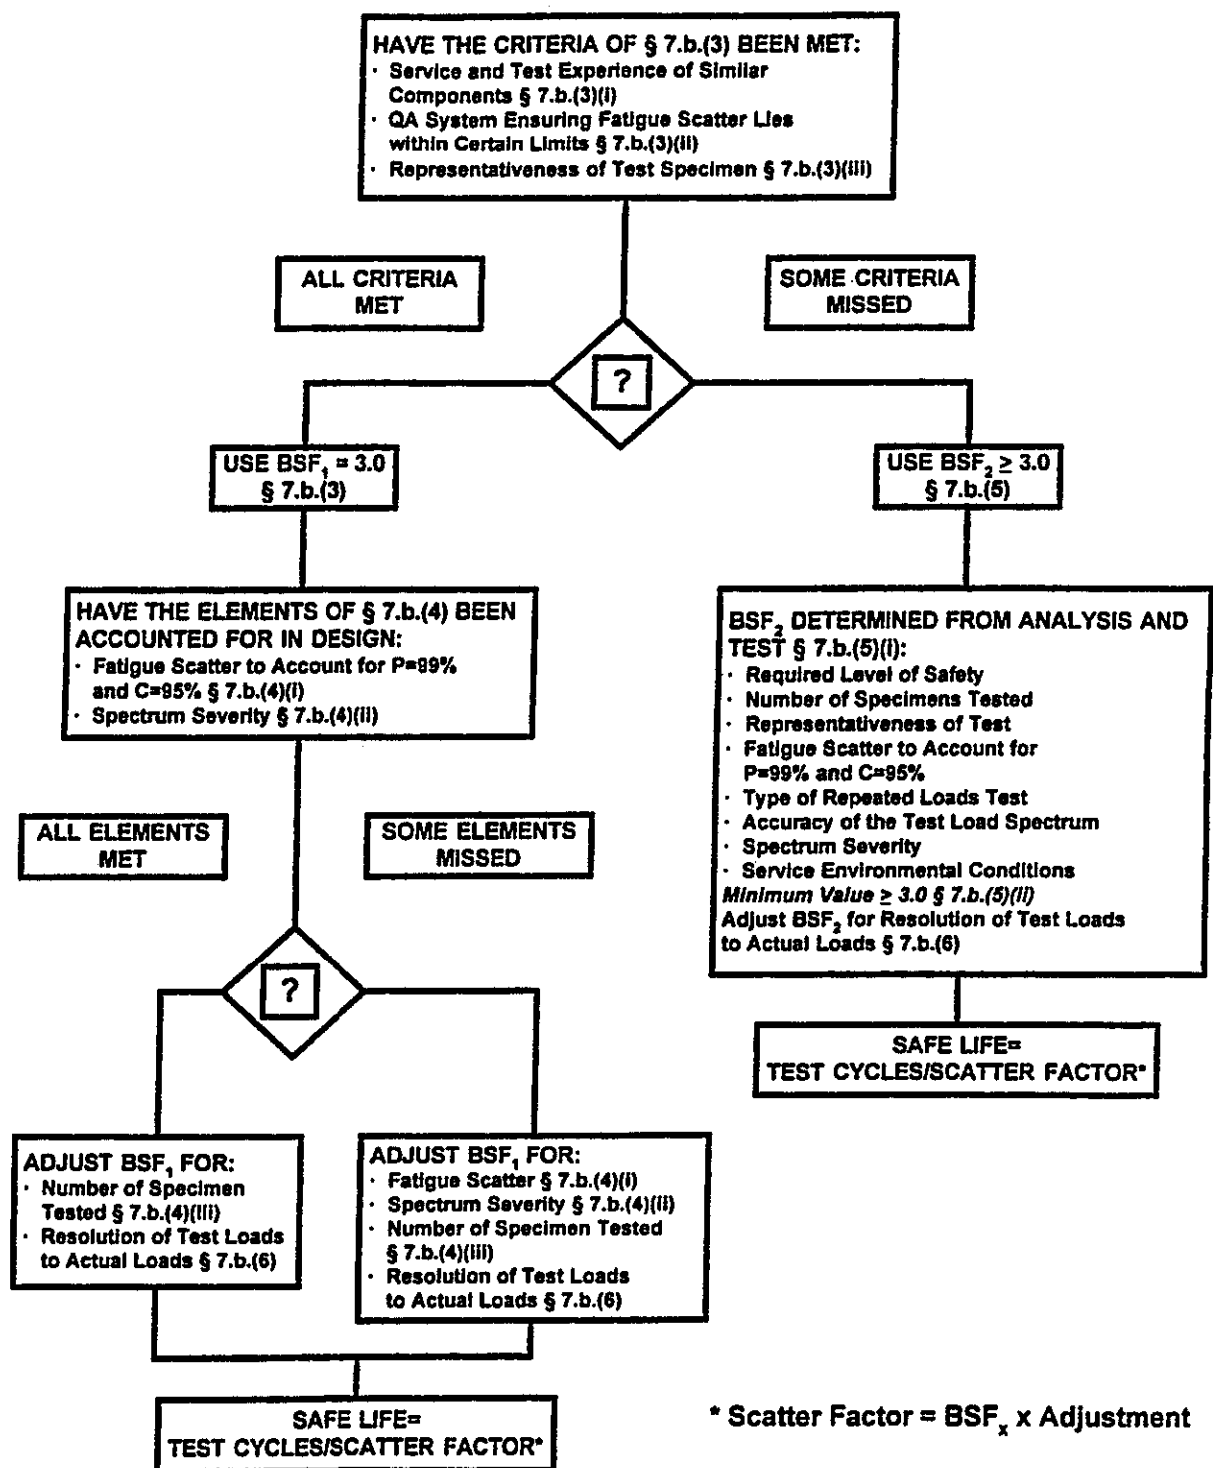 HAVE THE CRITERIA OF § 7.b.(3) BEEN MET:
· Service and Test Experience of Similar
Components § 7.b.(3)(i)
· QA System Ensuring Fatigue Scatter Lies
within Certain Limits § 7.b.(3)(ii)
· Representativeness of Test Specimen § 7.b.(3)(iii)
ALL CRITERIA
MET
SOME CRITERIA
MISSED
?
USE BSF₁ = 3.0
§ 7.b.(3)
USE BSF₂ ≥ 3.0
§ 7.b.(5)
HAVE THE ELEMENTS OF § 7.b.(4) BEEN
ACCOUNTED FOR IN DESIGN:
· Fatigue Scatter to Account for P=99%
and C=95% § 7.b.(4)(i)
· Spectrum Severity § 7.b.(4)(ii)
BSF₂ DETERMINED FROM ANALYSIS AND
TEST § 7.b.(5)(i):
· Required Level of Safety
· Number of Specimens Tested
· Representativeness of Test
· Fatigue Scatter to Account for
P=99% and C=95%
· Type of Repeated Loads Test
· Accuracy of the Test Load Spectrum
· Spectrum Severity
· Service Environmental Conditions
Minimum Value ≥ 3.0 § 7.b.(5)(ii)
Adjust BSF₂ for Resolution of Test Loads
to Actual Loads § 7.b.(6)
ALL ELEMENTS
MET
SOME ELEMENTS
MISSED
?
SAFE LIFE=
TEST CYCLES/SCATTER FACTOR*
ADJUST BSF₁ FOR:
· Number of Specimen
Tested § 7.b.(4)(iii)
· Resolution of Test Loads
to Actual Loads § 7.b.(6)
ADJUST BSF₁ FOR:
· Fatigue Scatter § 7.b.(4)(i)
· Spectrum Severity § 7.b.(4)(ii)
· Number of Specimen Tested
§ 7.b.(4)(iii)
· Resolution of Test Loads
to Actual Loads § 7.b.(6)
SAFE LIFE=
TEST CYCLES/SCATTER FACTOR*
* Scatter Factor = BSFₓ x Adjustment